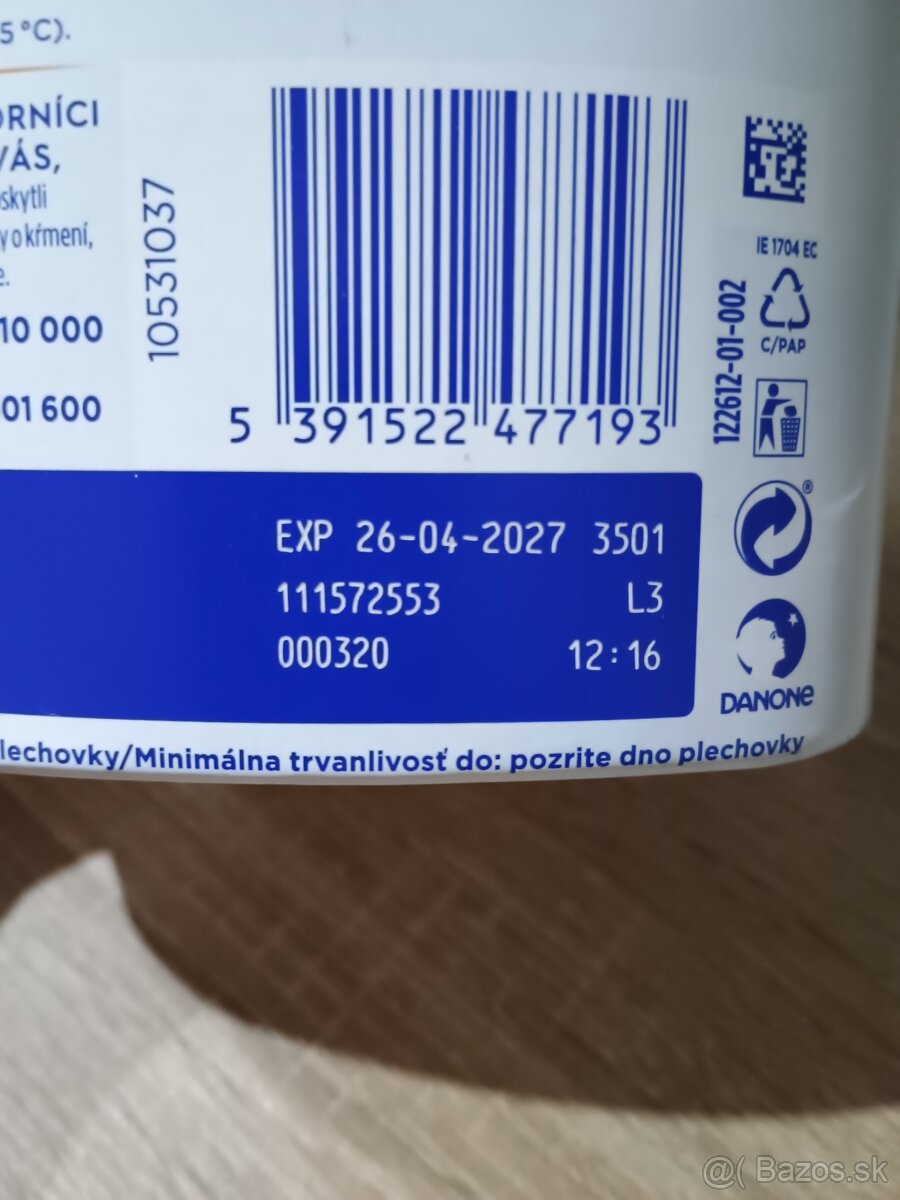 5 °C).
ORNÍCI
VÁS,
skytli
y o kŕmení,
e.
10 000
01 600
10531037
5 391522 477193
IE 1704 EC
C/PAP
122612-01-002
®
EXP 26-04-2027 3501
111572553 L3
000320 12:16
DANONE
lechovky/Minimálna trvanlivosť do: pozrite dno plechovky
@( Bazos.sk